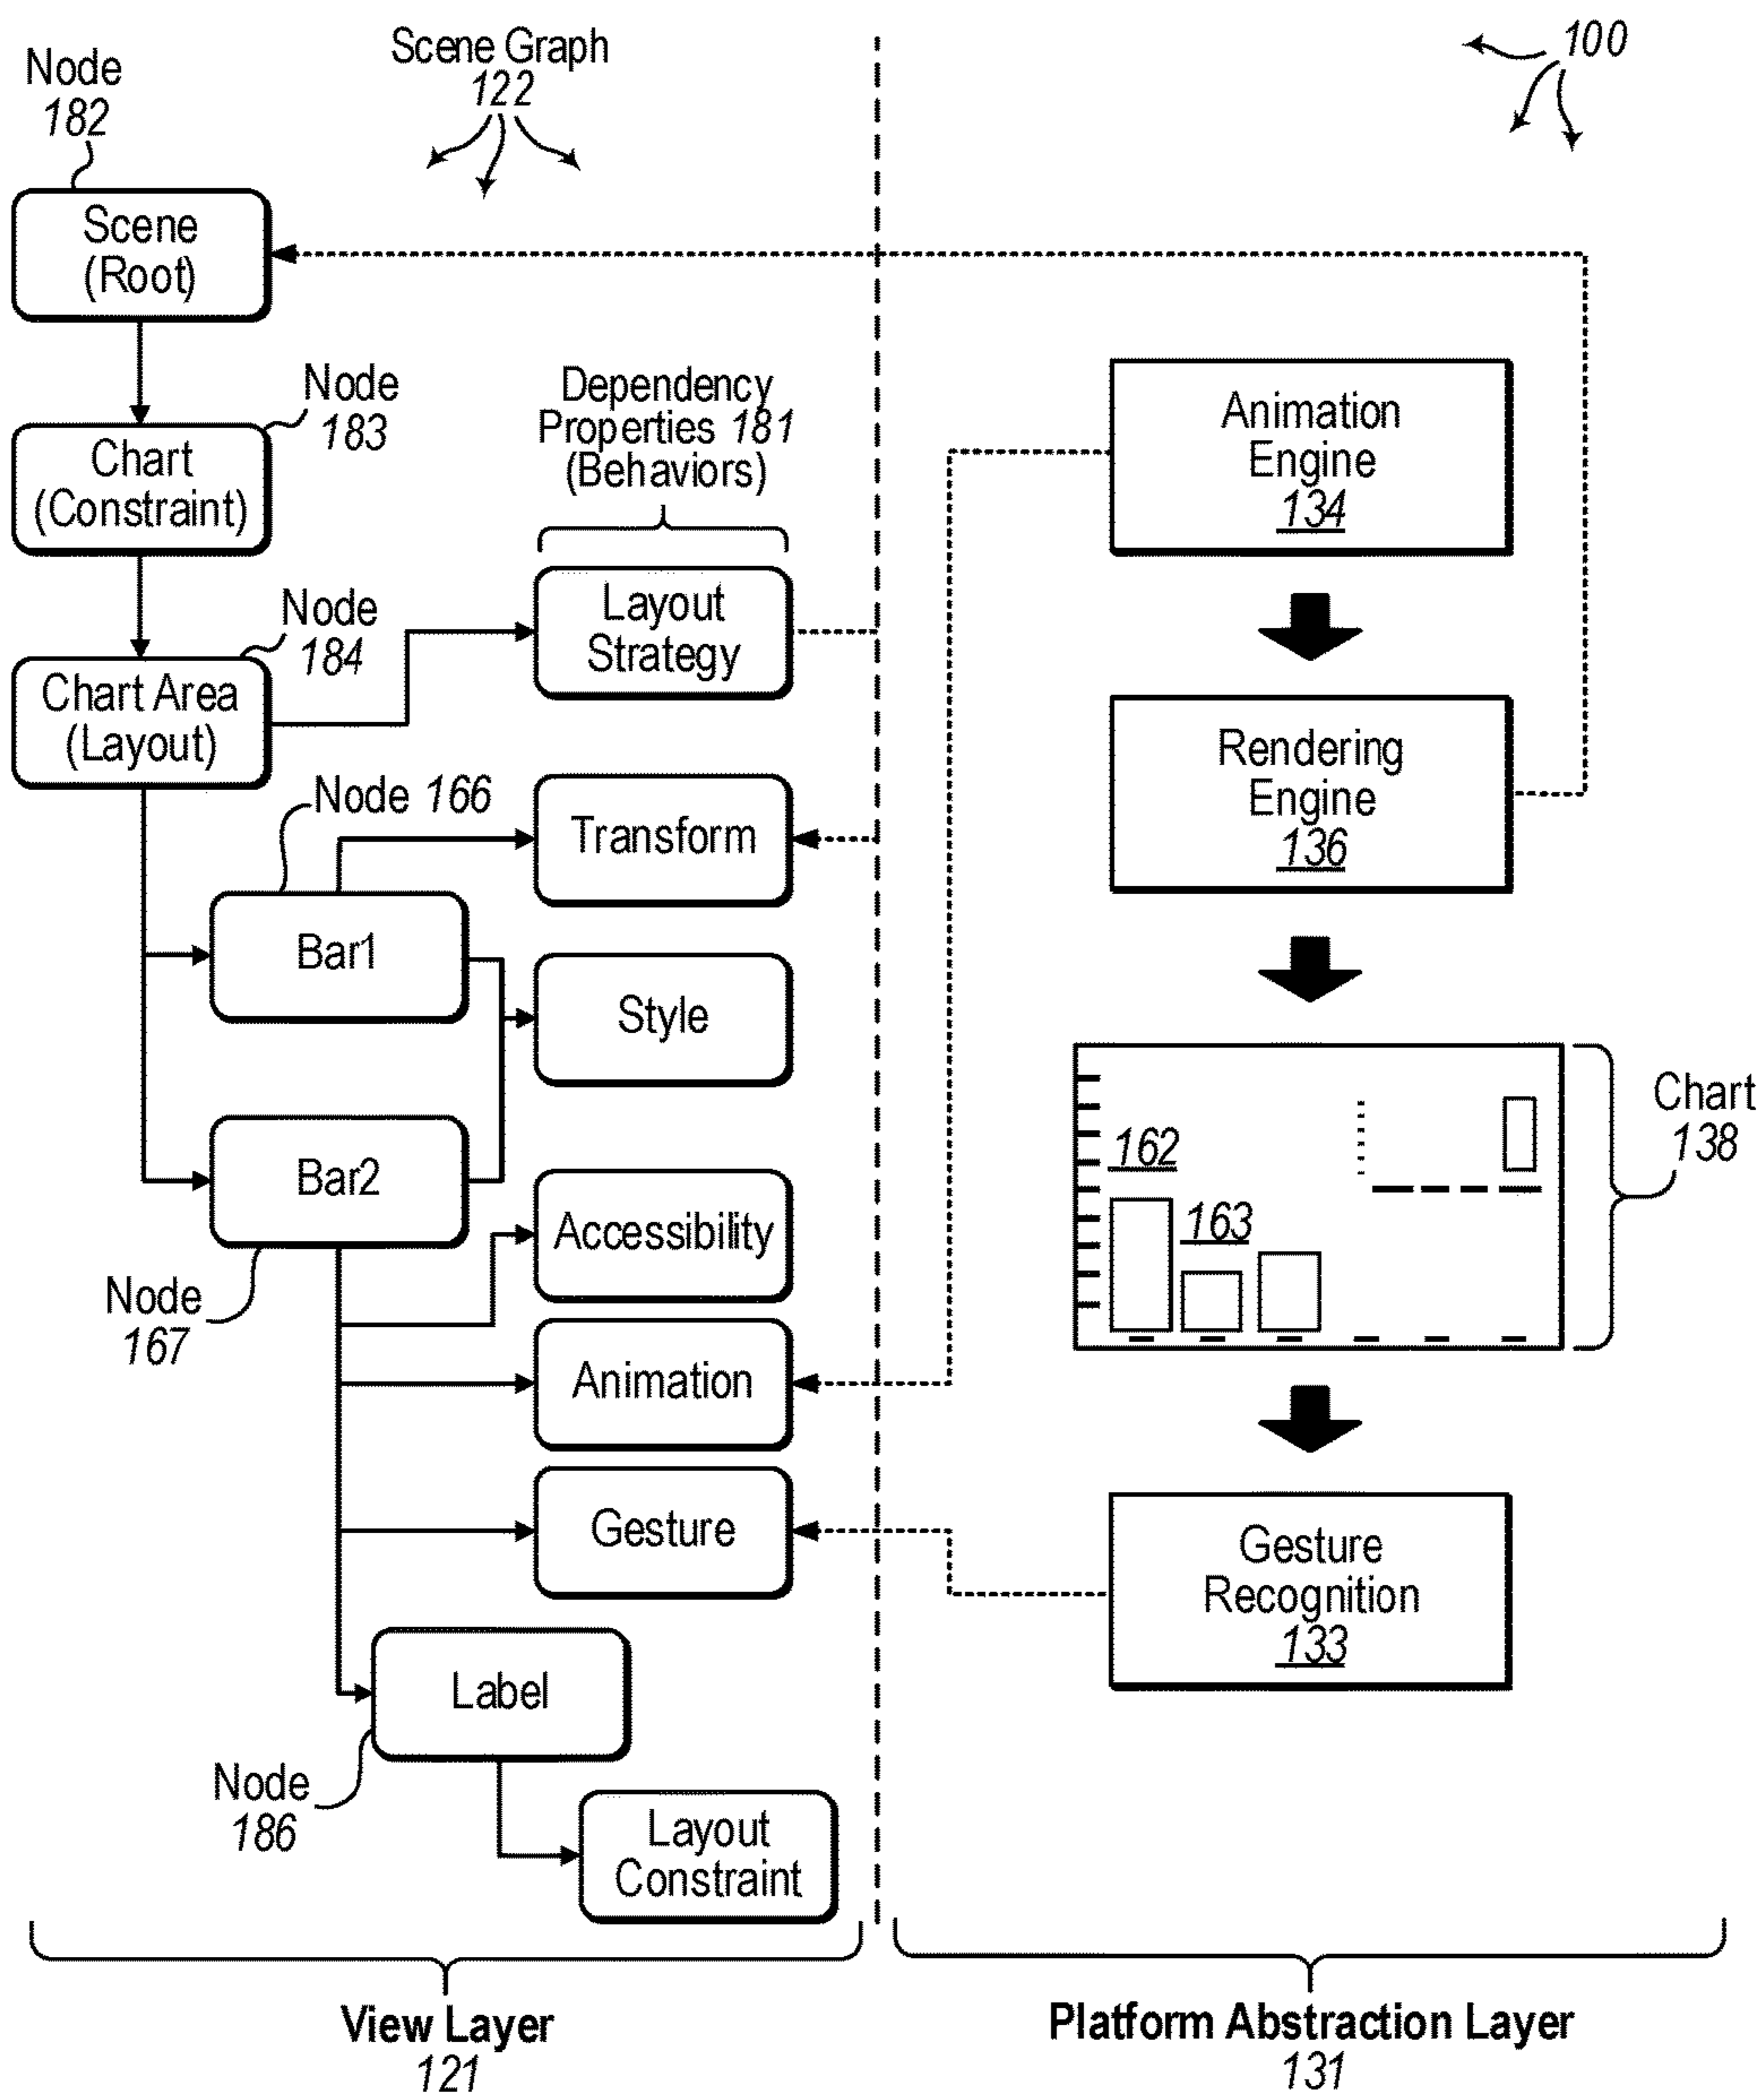 Scene Graph
122
100
Node
182
Scene
(Root)
Node
183
Chart
(Constraint)
Dependency
Properties 181
(Behaviors)
Node
184
Chart Area
(Layout)
Layout
Strategy
Node 166
Transform
Bar1
Style
Bar2
Accessibility
Node
167
Animation
Gesture
Label
Node
186
Layout
Constraint
View Layer
121
Animation
Engine
134
Rendering
Engine
136
162
163
Chart
138
Gesture
Recognition
133
Platform Abstraction Layer
131